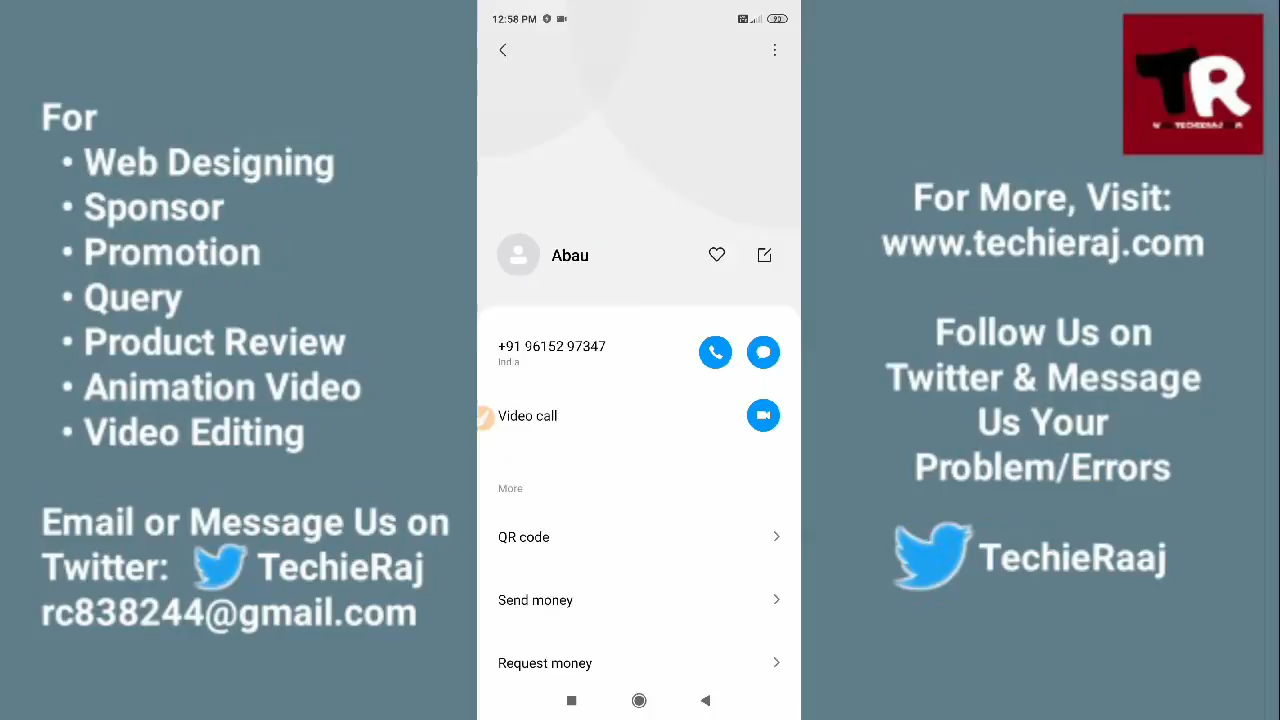 For
• Web Designing
• Sponsor
• Promotion
• Query
• Product Review
• Animation Video
• Video Editing
Email or Message Us on
Twitter: TechieRaj
rc838244@gmail.com
12:58 PM
90
Abau
+91 96152 97347
India
Video call
More
QR code
Send money
Request money
TR
For More, Visit:
www.techieraj.com
Follow Us on
Twitter & Message
Us Your
Problem/Errors
TechieRaaj